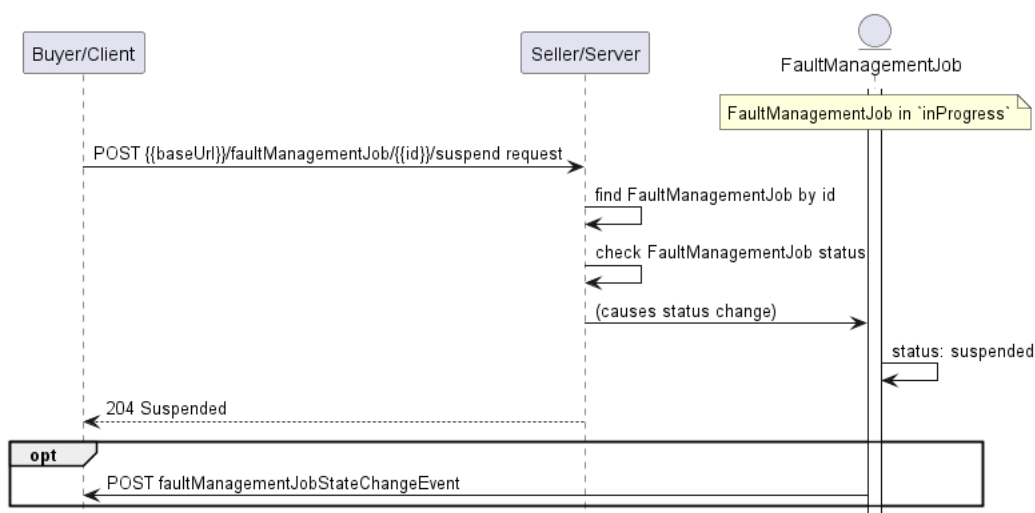 Buyer/Client
Seller/Server
FaultManagementJob
FaultManagementJob in `inProgress`
POST {{baseUrl}}/faultManagementJob/{{id}}/suspend request
find FaultManagementJob by id
check FaultManagementJob status
(causes status change)
status: suspended
204 Suspended
opt
POST faultManagementJobStateChangeEvent